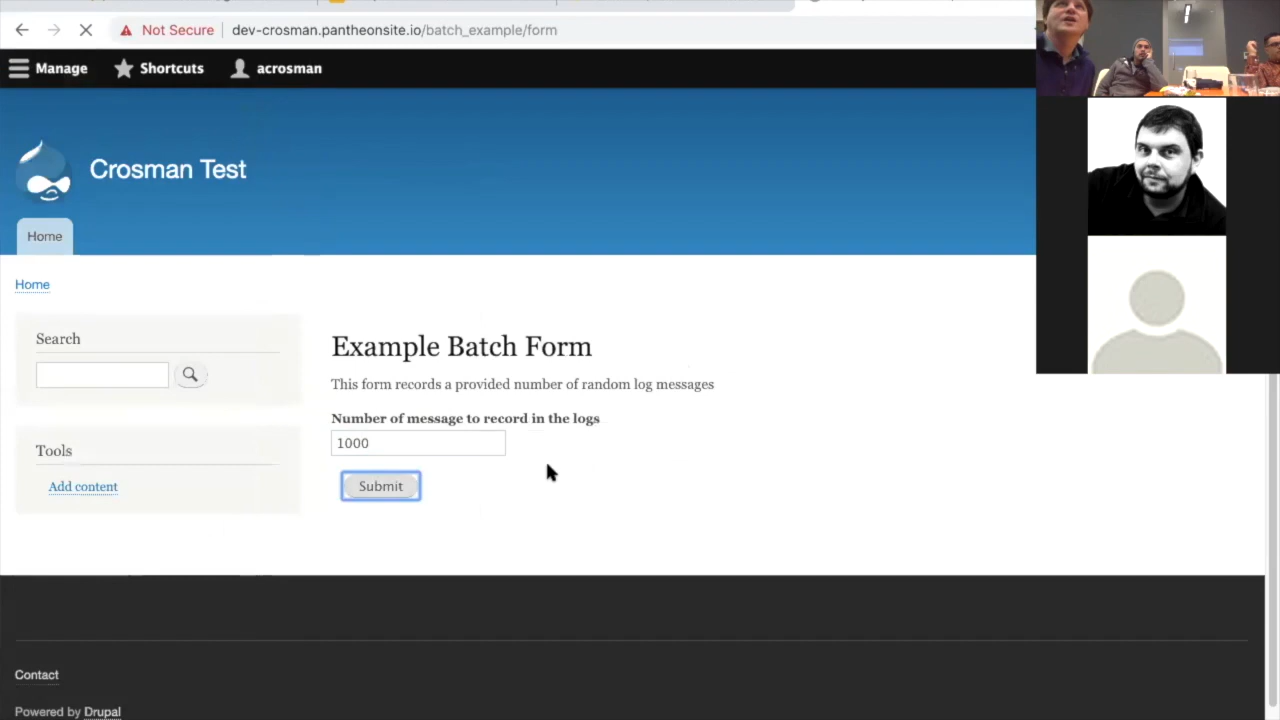 Not Secure
dev-crosman.pantheonsite.io/batch_example/form
Manage
Shortcuts
acrosman
Crosman Test
Home
Home
Search
Tools
Add content
Example Batch Form
This form records a provided number of random log messages
Number of message to record in the logs
1000
Submit
Contact
Powered by Drupal